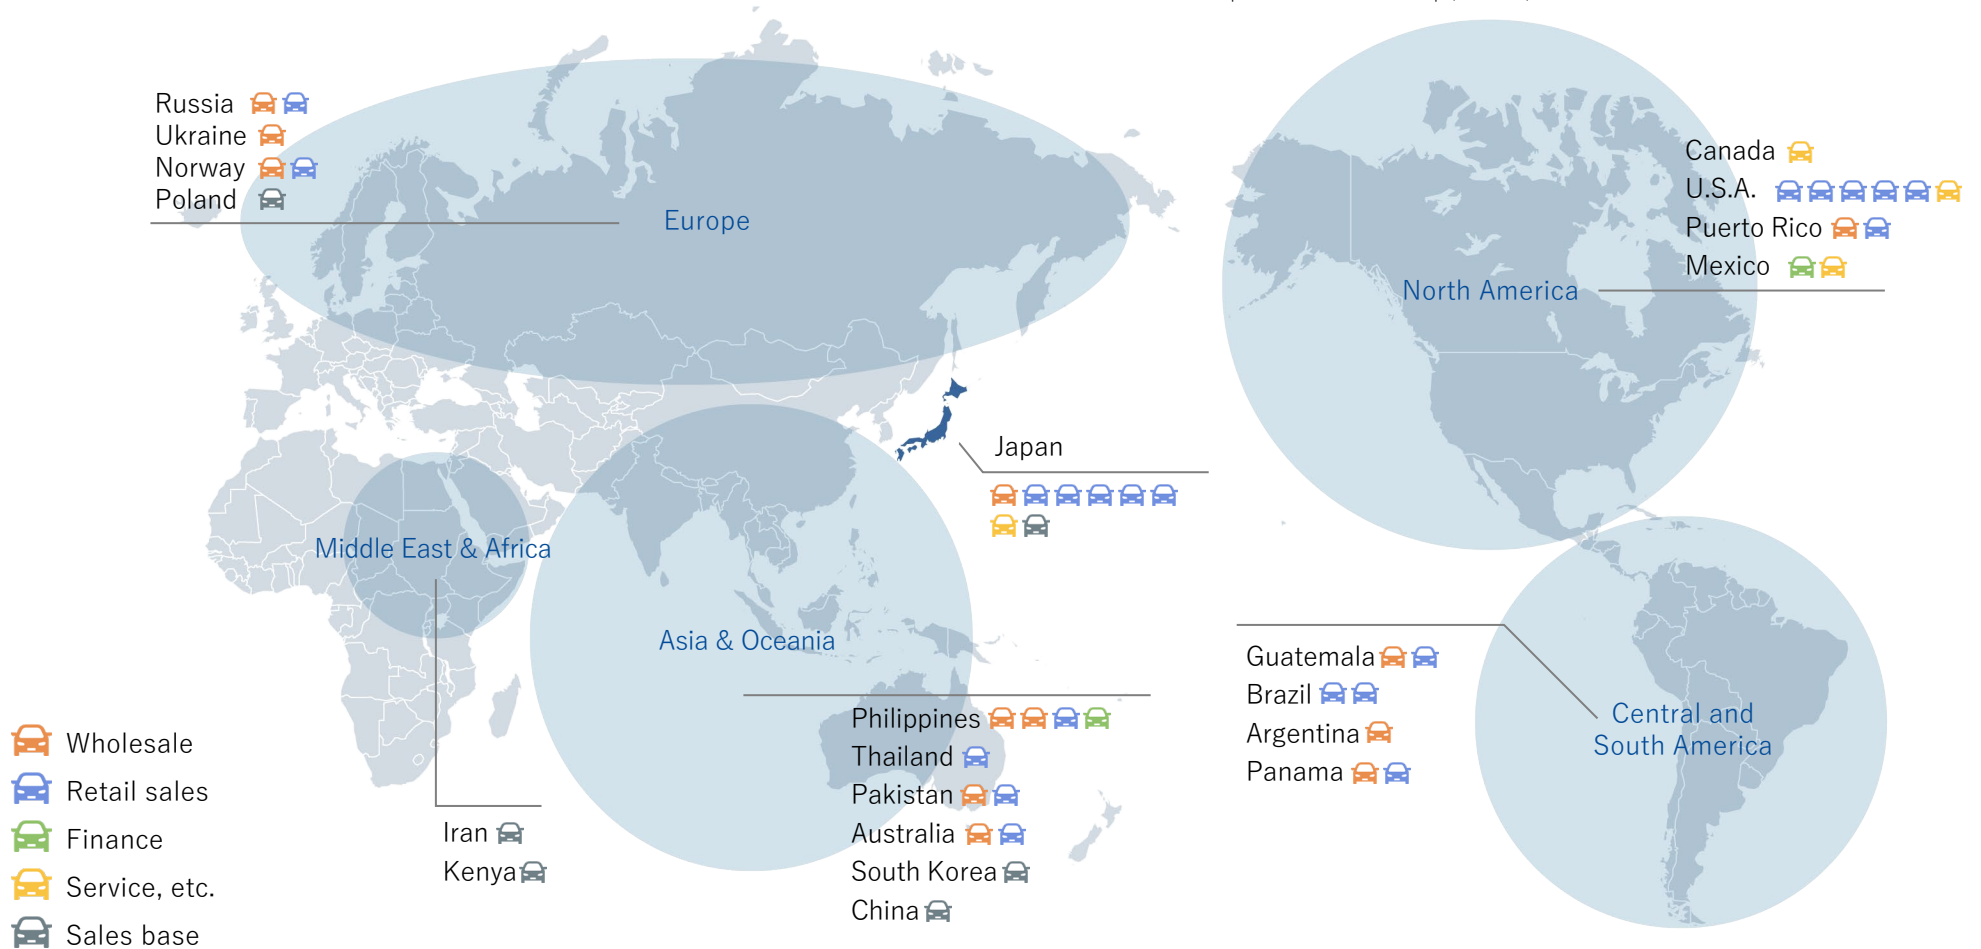 Russia
Ukraine
Norway
Poland
Europe
Canada
U.S.A.
Puerto Rico
Mexico
North America
Japan
Middle East & Africa
Asia & Oceania
Guatemala
Brazil
Argentina
Panama
Central and
South America
Philippines
Thailand
Pakistan
Australia
South Korea
China
Iran
Kenya
Wholesale
Retail sales
Finance
Service, etc.
Sales base